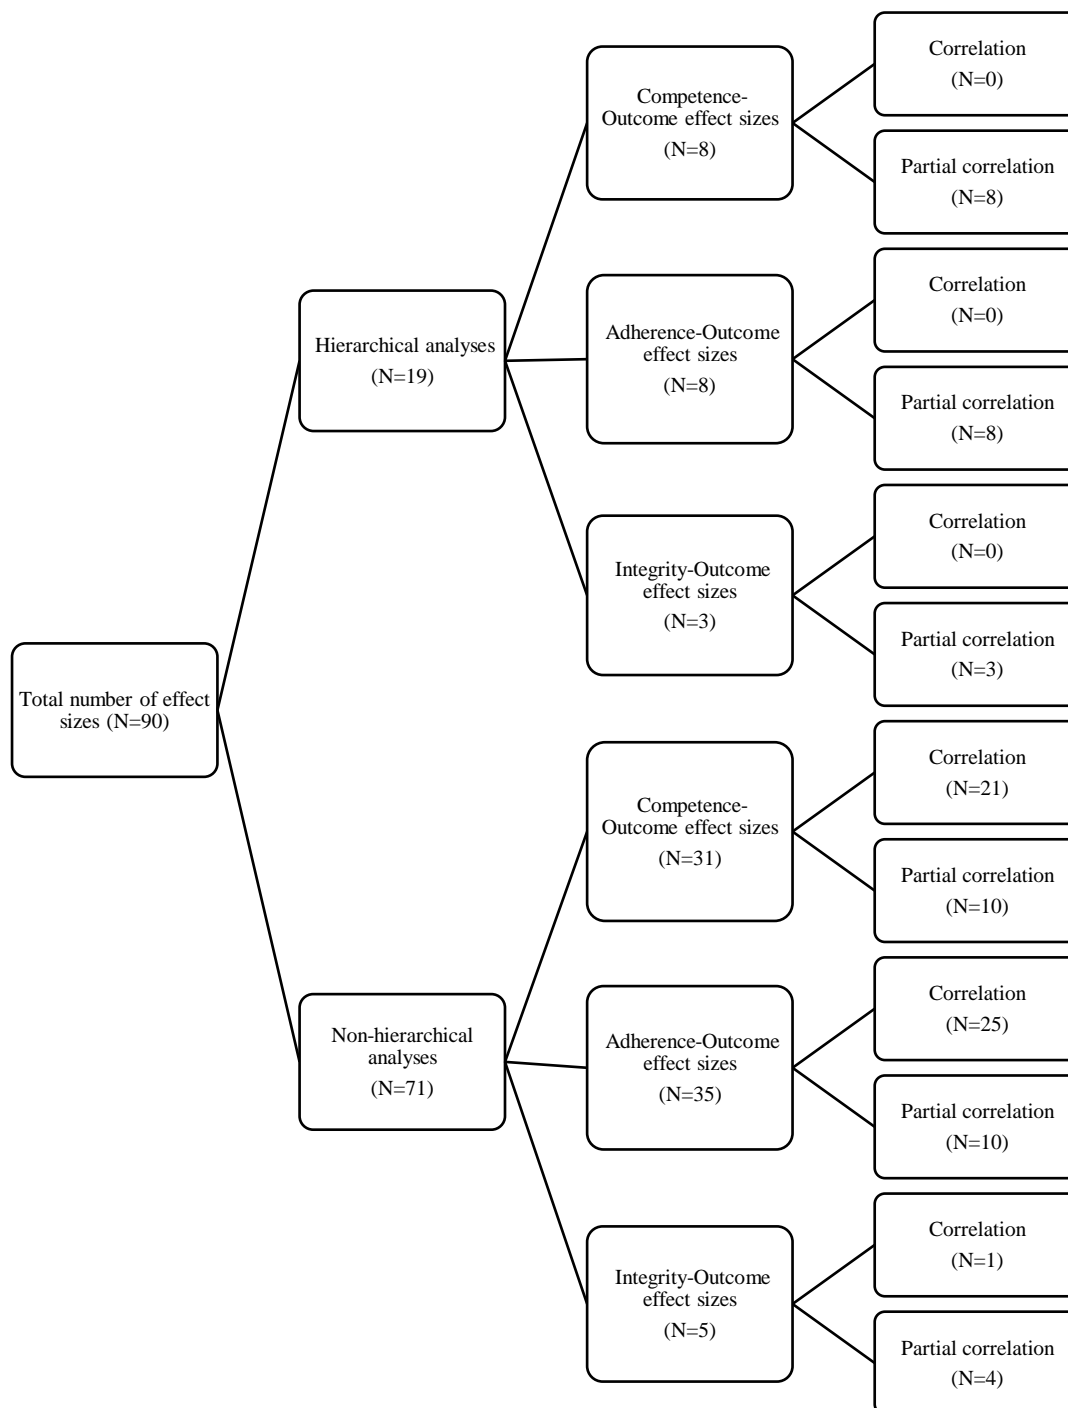 Total number of effect
sizes (N=90)
Hierarchical analyses
(N=19)
Competence-
Outcome effect sizes
(N=8)
Correlation
(N=0)
Partial correlation
(N=8)
Adherence-Outcome
effect sizes
(N=8)
Correlation
(N=0)
Partial correlation
(N=8)
Integrity-Outcome
effect sizes
(N=3)
Correlation
(N=0)
Partial correlation
(N=3)
Non-hierarchical
analyses
(N=71)
Competence-
Outcome effect sizes
(N=31)
Correlation
(N=21)
Partial correlation
(N=10)
Adherence-Outcome
effect sizes
(N=35)
Correlation
(N=25)
Partial correlation
(N=10)
Integrity-Outcome
effect sizes
(N=5)
Correlation
(N=1)
Partial correlation
(N=4)